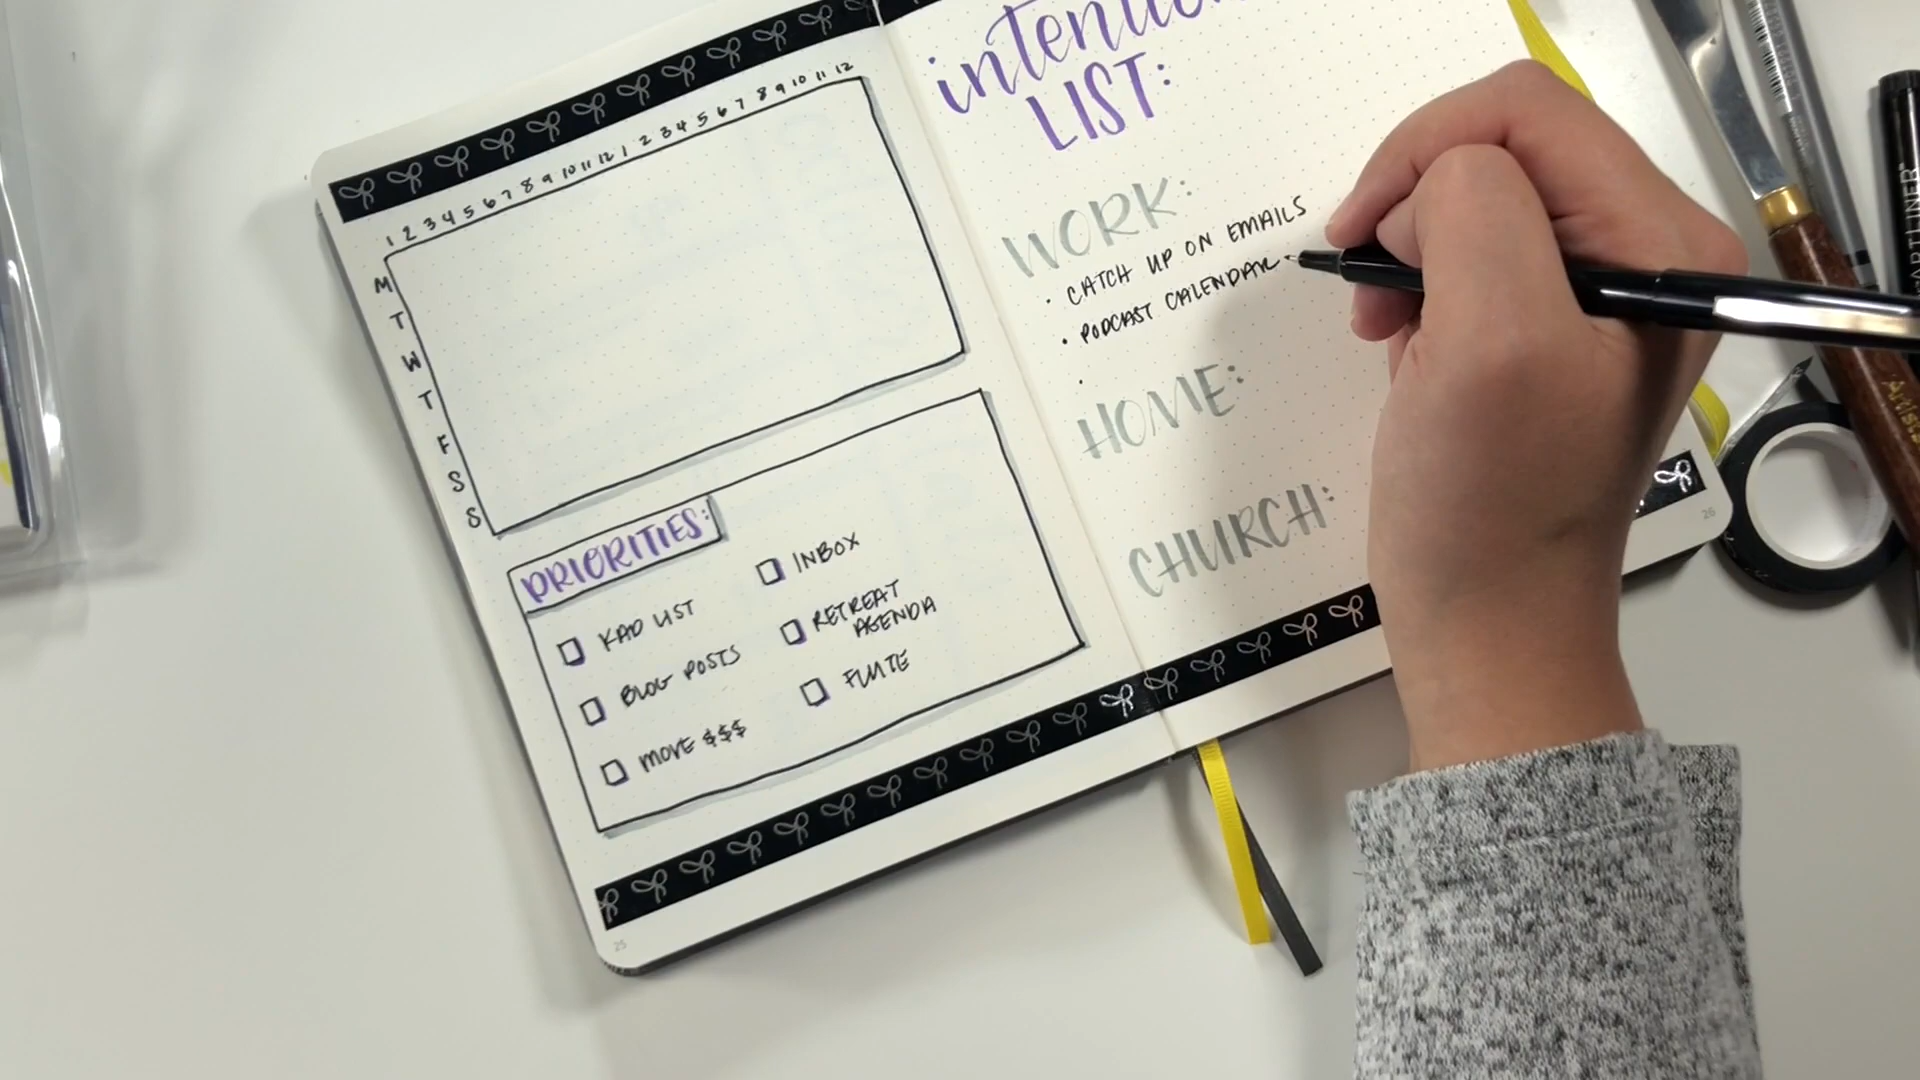 1 2 3 4 5 6 7 8 9 10 11 12 1 2 3 4 5 6 7 8 9 10 11 12
M
T
W
T
F
S
S
PRIORITIES:
KAD LIST
BLOG POSTS
MOVE $$$
INBOX
RETREAT
AGENDA
FLUTE
25
LIST:
WORK:
• CATCH UP ON EMAILS
• PODCAST CALENDAR
•
HOME:
CHURCH:
26